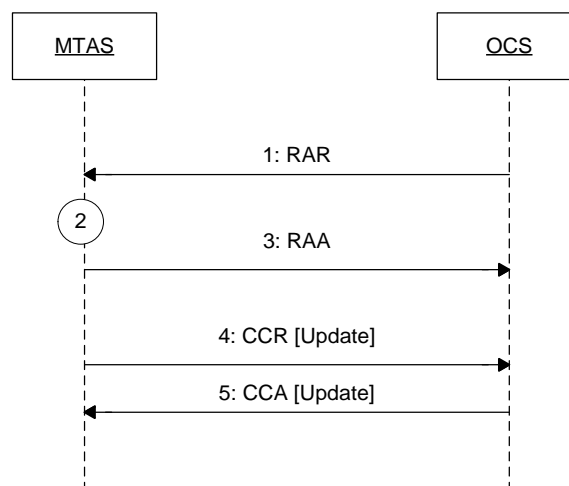 MTAS
OCS
1: RAR
2
3: RAA
4: CCR [Update]
5: CCA [Update]